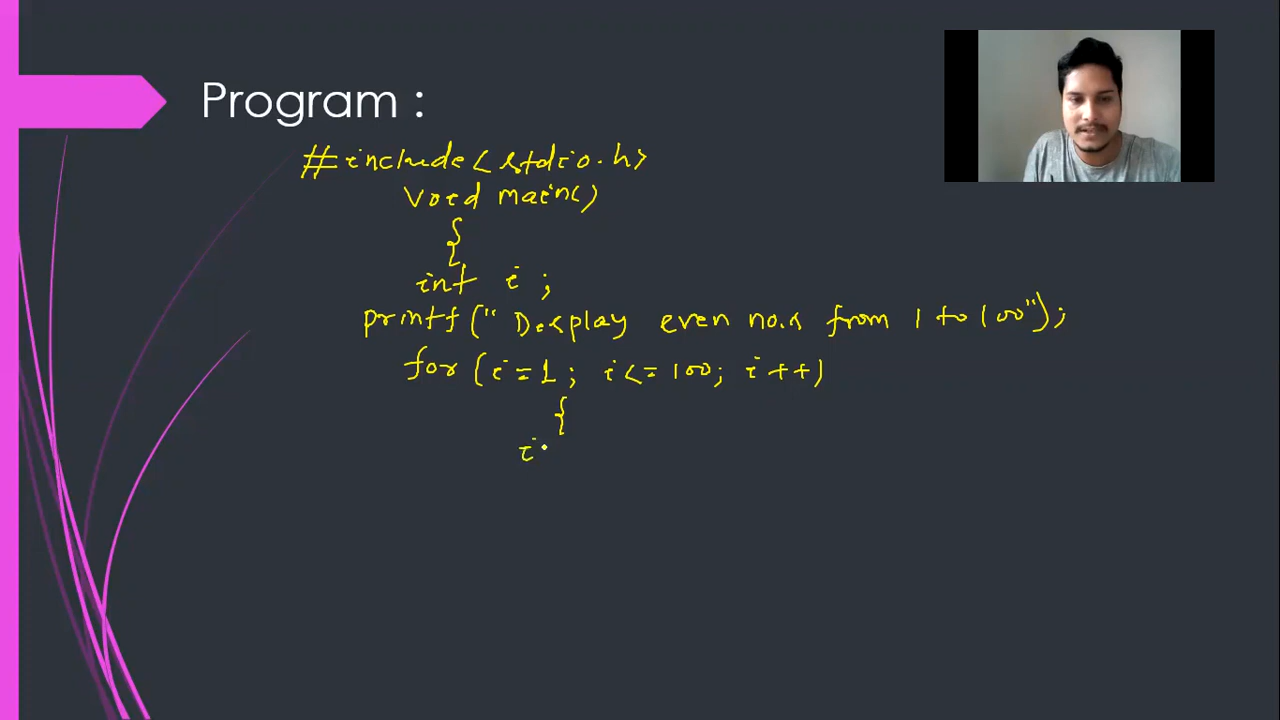 Program :
#include<stdio.h>
void main()
{
int i ;
printf(" Display even no.s from 1 to 100");
for (i=1; i<=100; i++)
{
i